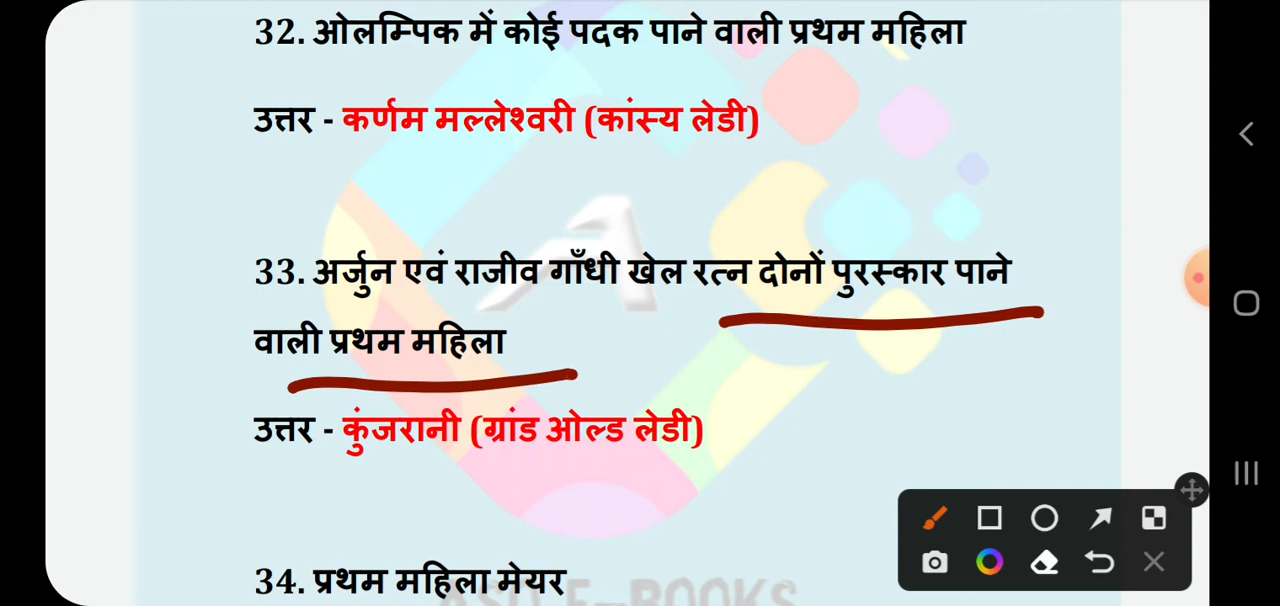 32. ओलम्पिक में कोई पदक पाने वाली प्रथम महिला
उत्तर - कर्णम मल्लेश्वरी (कांस्य लेडी)
33. अर्जुन एवं राजीव गाँधी खेल रत्न दोनों पुरस्कार पाने
वाली प्रथम महिला
उत्तर - कुंजरानी (ग्रांड ओल्ड लेडी)
34. प्रथम महिला मेयर
E-BOOKS